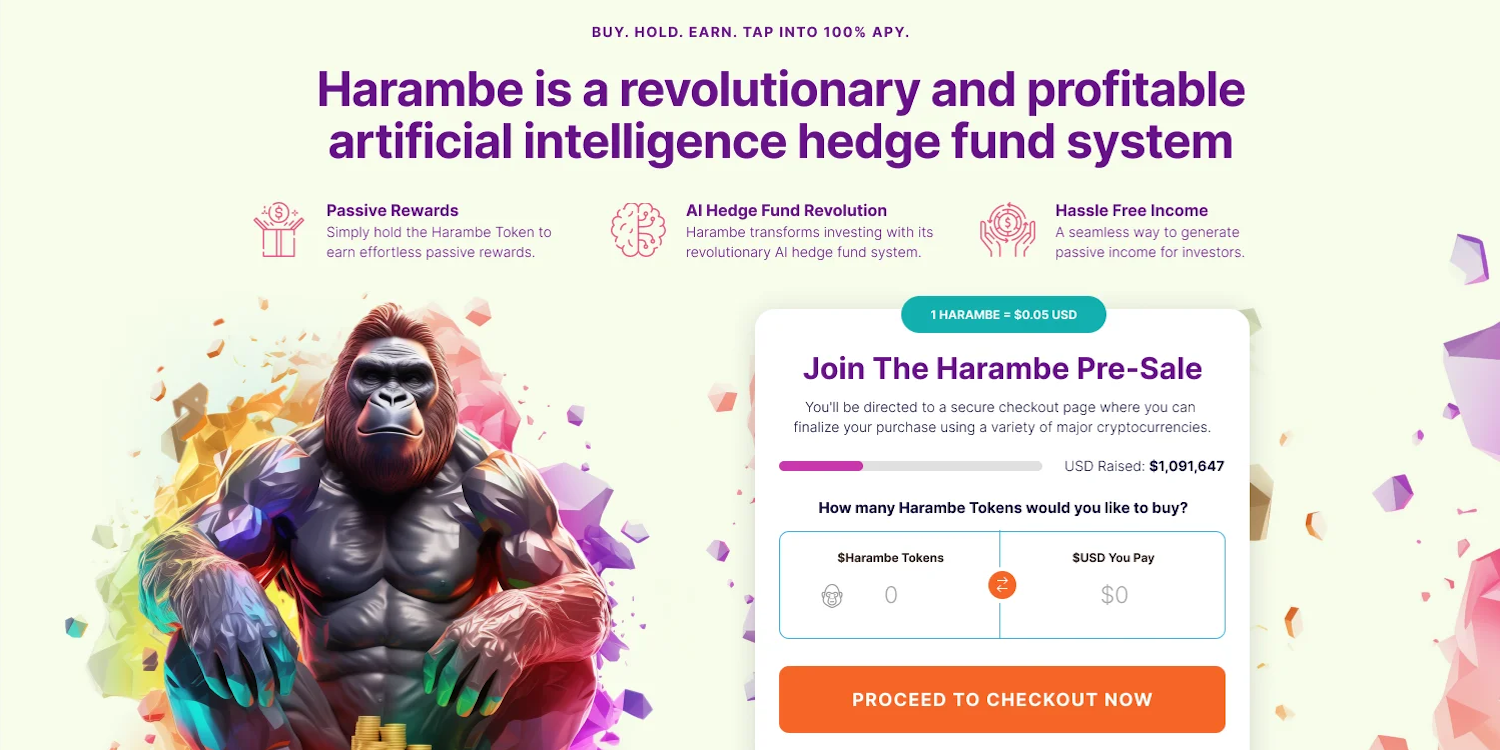 BUY. HOLD. EARN. TAP INTO 100% APY.
Harambe is a revolutionary and profitable
artificial intelligence hedge fund system
Passive Rewards
Simply hold the Harambe Token to
earn effortless passive rewards.
AI Hedge Fund Revolution
Harambe transforms investing with its
revolutionary AI hedge fund system.
Hassle Free Income
A seamless way to generate
passive income for investors.
1 HARAMBE = $0.05 USD
Join The Harambe Pre-Sale
You'll be directed to a secure checkout page where you can
finalize your purchase using a variety of major cryptocurrencies.
USD Raised: $1,091,647
How many Harambe Tokens would you like to buy?
$Harambe Tokens
0
$USD You Pay
$0
PROCEED TO CHECKOUT NOW